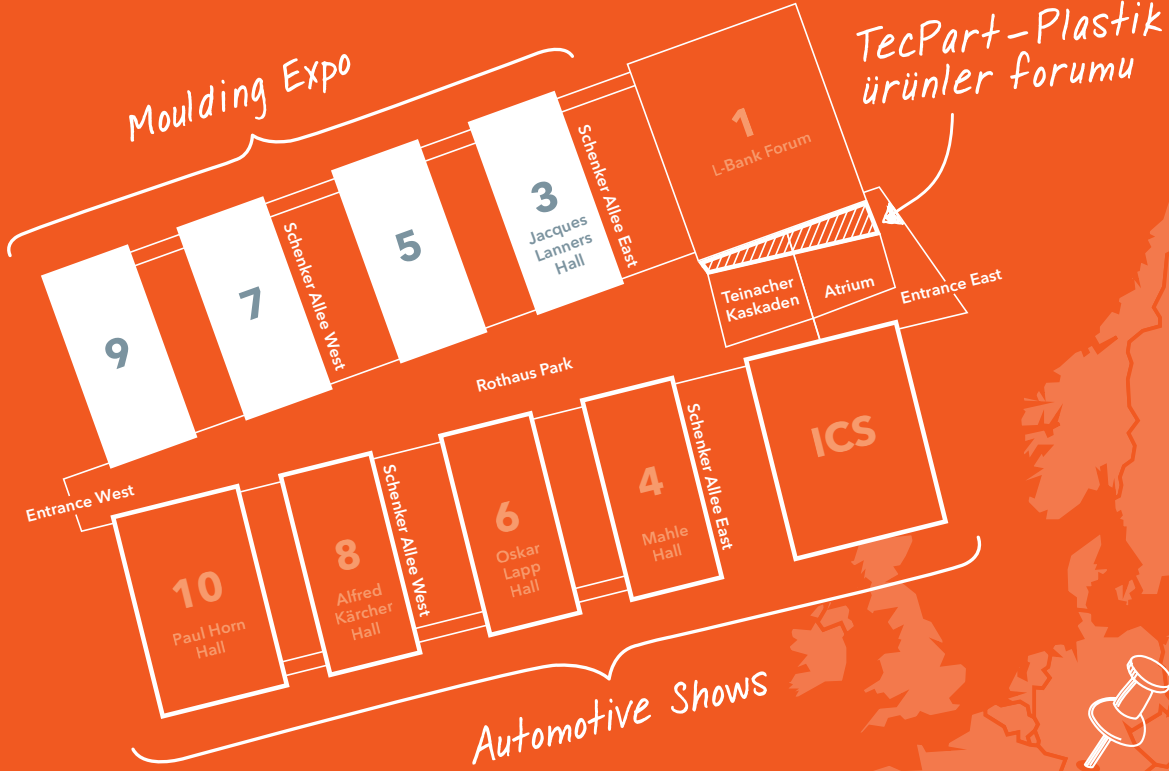 TecPart–Plastik
ürünler forumu
Moulding Expo
1
L-Bank Forum
3
Jacques
Lanners
Hall
Schenker Allee East
5
7
Schenker Allee West
9
Teinacher
Kaskaden
Atrium
Entrance East
Rothaus Park
Entrance West
ICS
4
Mahle
Hall
Schenker Allee East
6
Oskar
Lapp
Hall
8
Alfred
Kärcher
Hall
Schenker Allee West
10
Paul Horn
Hall
Automotive Shows